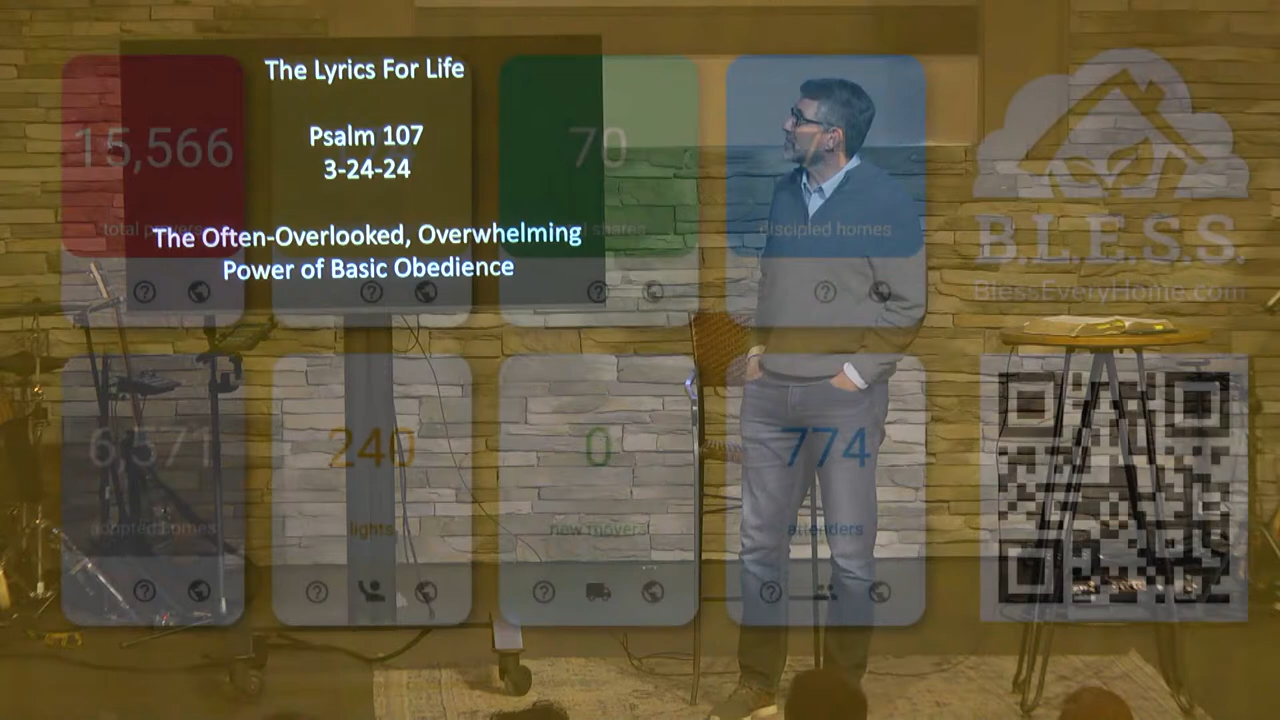 The Lyrics For Life
Psalm 107
3-24-24
The Often-Overlooked, Overwhelming
Power of Basic Obedience
15,566
total prayers
70
shares
discipled homes
B.L.E.S.S.
BlessEveryHome.com
6,571
adopted homes
240
lights
0
new movers
774
attenders